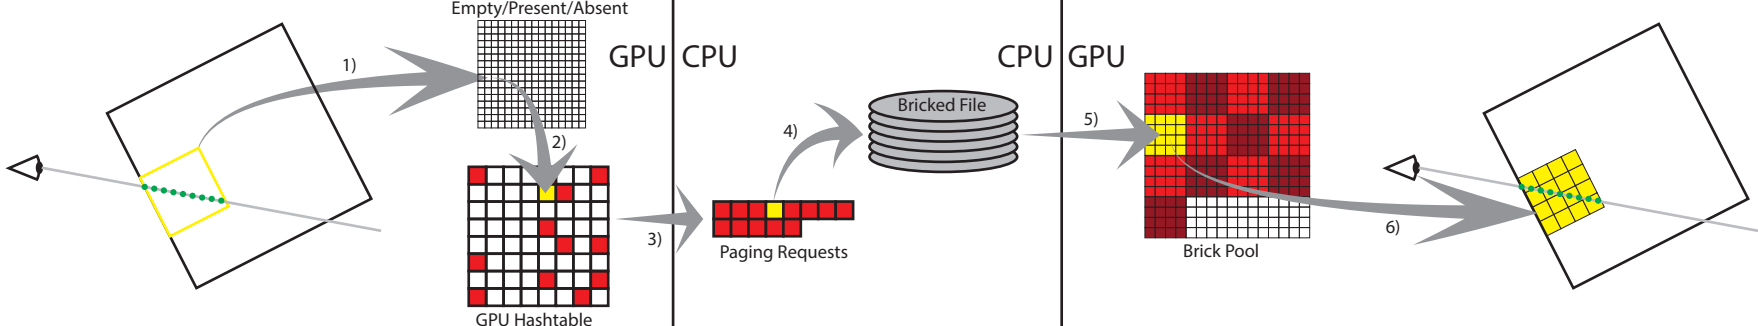 Empty/Present/Absent
1)
GPU CPU
2)
GPU Hashtable
3)
Paging Requests
4)
Bricked File
CPU GPU
5)
Brick Pool
6)